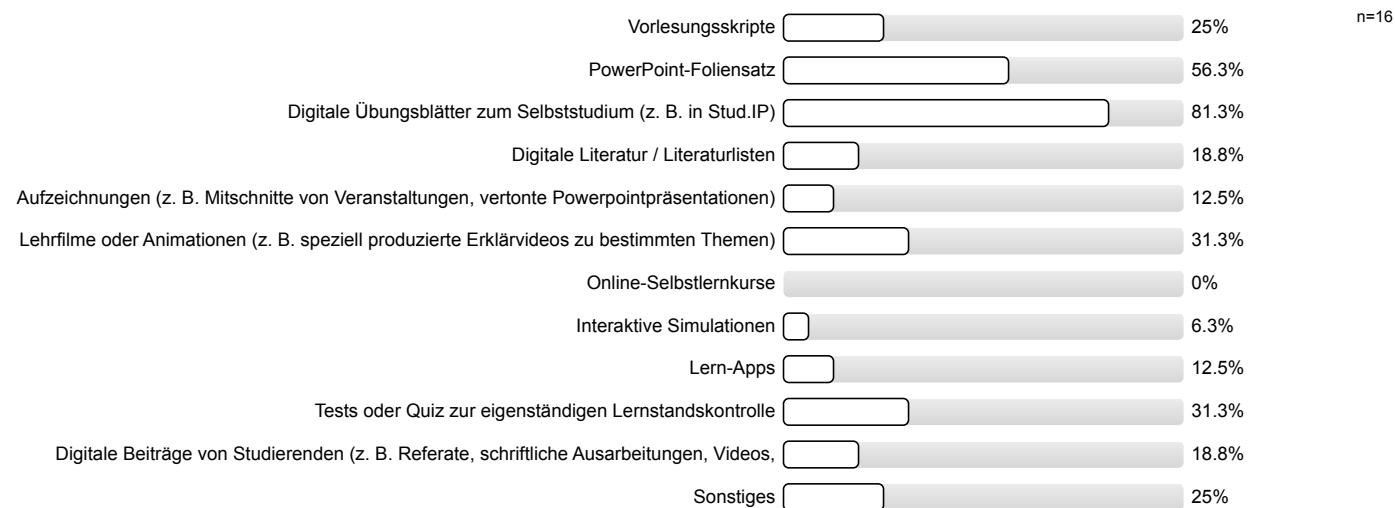 n=16
Vorlesungsskripte 25%
PowerPoint-Foliensatz 56.3%
Digitale Übungsblätter zum Selbststudium (z. B. in Stud.IP) 81.3%
Digitale Literatur / Literaturlisten 18.8%
Aufzeichnungen (z. B. Mitschnitte von Veranstaltungen, vertonte Powerpointpräsentationen) 12.5%
Lehrfilme oder Animationen (z. B. speziell produzierte Erklärvideos zu bestimmten Themen) 31.3%
Online-Selbstlernkurse 0%
Interaktive Simulationen 6.3%
Lern-Apps 12.5%
Tests oder Quiz zur eigenständigen Lernstandskontrolle 31.3%
Digitale Beiträge von Studierenden (z. B. Referate, schriftliche Ausarbeitungen, Videos, 18.8%
Sonstiges 25%